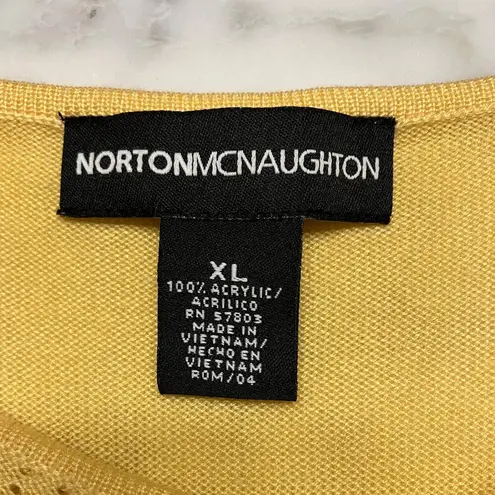 NORTONMCNAUGHTON
XL
100% ACRYLIC/
ACRILICO
RN 57803
MADE IN
VIETNAM/
HECHO EN
VIETNAM
ROM/04